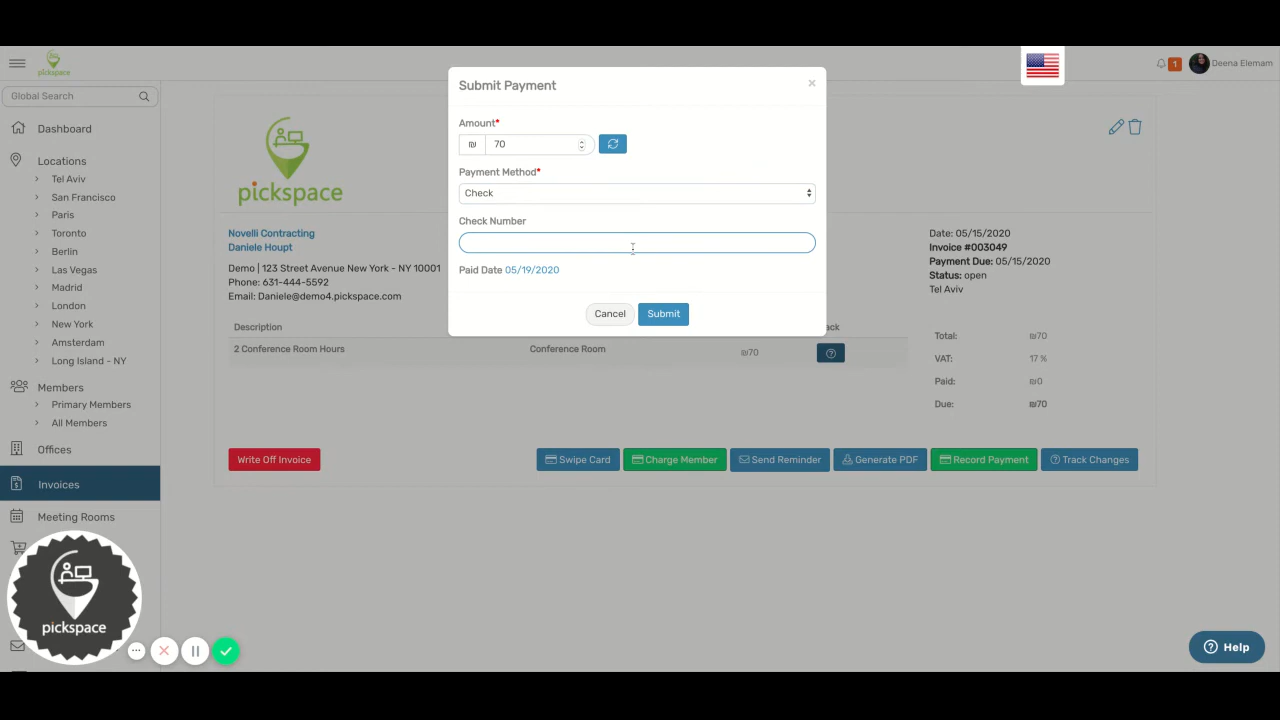 pickspace
1
Deena Elemam
Global Search
Dashboard
Locations
Tel Aviv
San Francisco
Paris
Toronto
Berlin
Las Vegas
Madrid
London
New York
Amsterdam
Long Island - NY
Members
Primary Members
All Members
Offices
Invoices
Meeting Rooms
pickspace
pickspace
Novelli Contracting
Daniele Houpt
Demo | 123 Street Avenue New York - NY 10001
Phone: 631-444-5592
Email: Daniele@demo4.pickspace.com
Submit Payment
×
Amount*
₪ 70
Payment Method*
Check
Check Number
Paid Date 05/19/2020
Cancel Submit
Date: 05/15/2020
Invoice #003049
Payment Due: 05/15/2020
Status: open
Tel Aviv
Description ack
2 Conference Room Hours Conference Room ₪70
Total: ₪70
VAT: 17 %
Paid: ₪0
Due: ₪70
Write Off Invoice Swipe Card Charge Member Send Reminder Generate PDF Record Payment Track Changes
Help